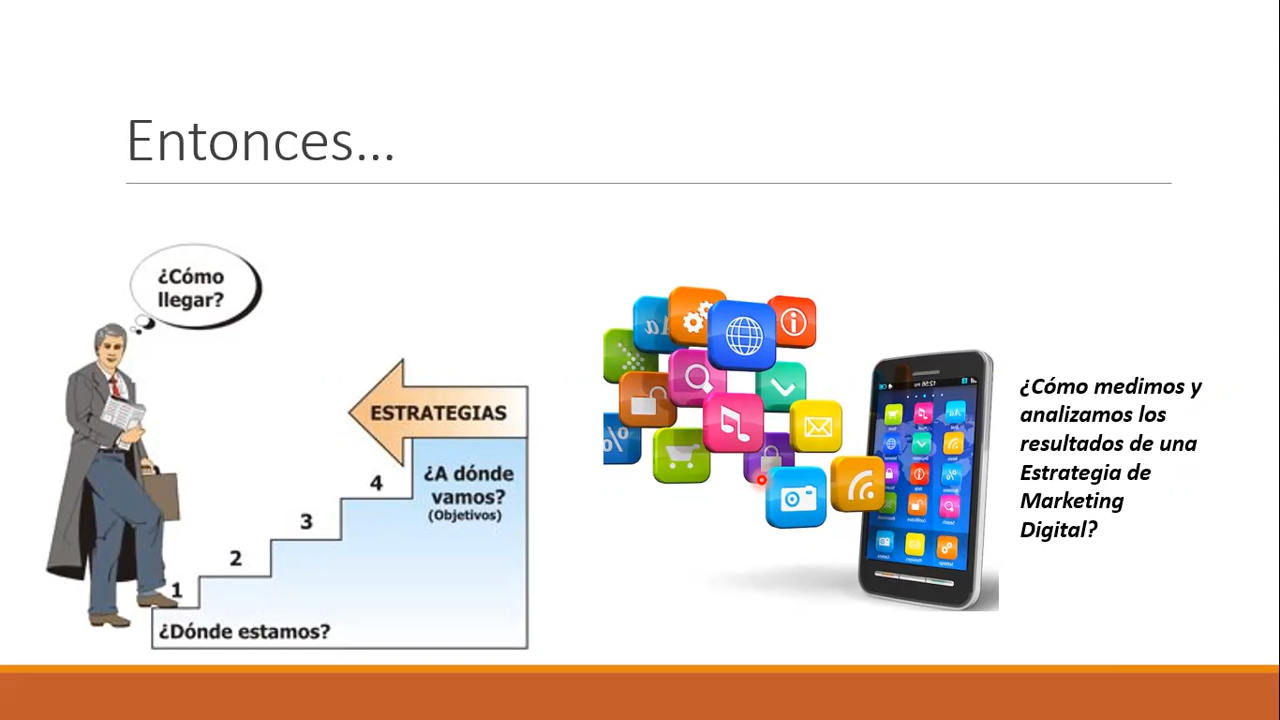 Entonces...
¿Cómo
llegar?
ESTRATEGIAS
4
¿A dónde
vamos?
(Objetivos)
3
2
1
¿Dónde estamos?
Aa
%
¿Cómo medimos y
analizamos los
resultados de una
Estrategia de
Marketing
Digital?